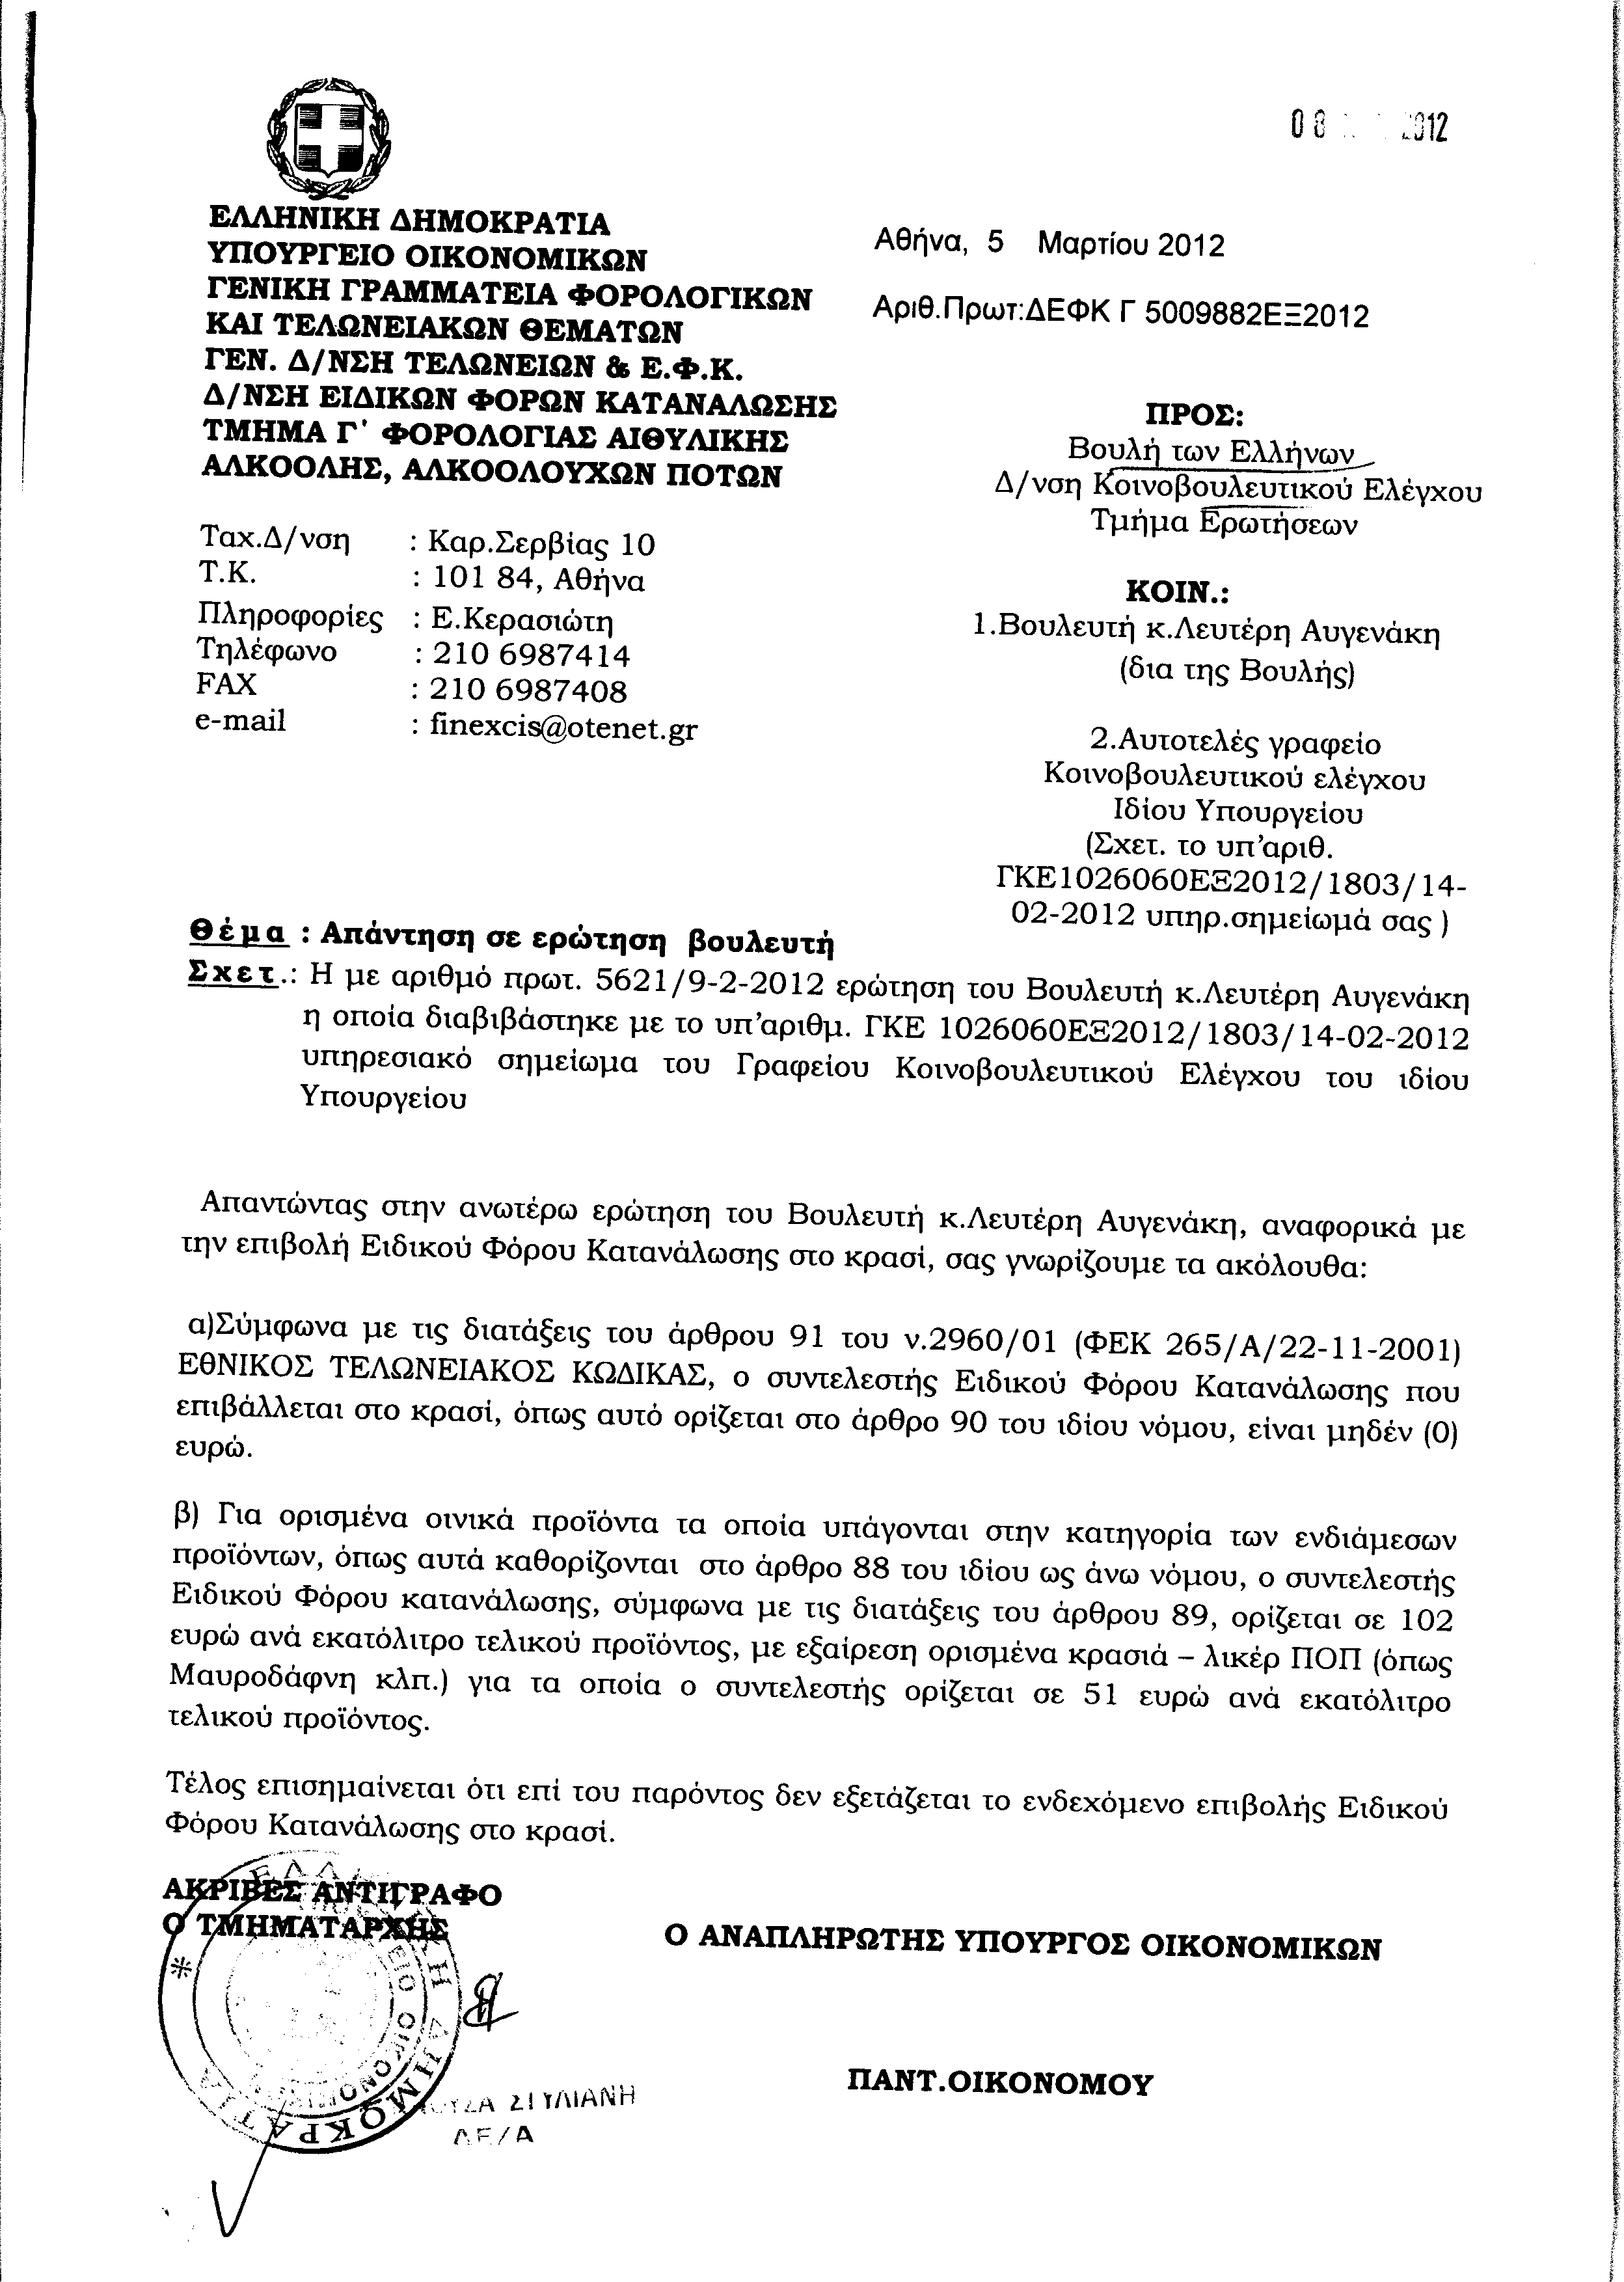 08 2012
ΕΛΛΗΝΙΚΗ ΔΗΜΟΚΡΑΤΙΑ
ΥΠΟΥΡΓΕΙΟ ΟΙΚΟΝΟΜΙΚΩΝ
ΓΕΝΙΚΗ ΓΡΑΜΜΑΤΕΙΑ ΦΟΡΟΛΟΓΙΚΩΝ
ΚΑΙ ΤΕΛΩΝΕΙΑΚΩΝ ΘΕΜΑΤΩΝ
ΓΕΝ. Δ/ΝΣΗ ΤΕΛΩΝΕΙΩΝ & Ε.Φ.Κ.
Δ/ΝΣΗ ΕΙΔΙΚΩΝ ΦΟΡΩΝ ΚΑΤΑΝΑΛΩΣΗΣ
ΤΜΗΜΑ Γ' ΦΟΡΟΛΟΓΙΑΣ ΑΙΘΥΛΙΚΗΣ
ΑΛΚΟΟΛΗΣ, ΑΛΚΟΟΛΟΥΧΩΝ ΠΟΤΩΝ
Ταχ.Δ/νση : Καρ.Σερβίας 10
Τ.Κ. : 101 84, Αθήνα
Πληροφορίες : Ε.Κερασιώτη
Τηλέφωνο : 210 6987414
FAX : 210 6987408
e-mail : finexcis@otenet.gr
Αθήνα, 5 Μαρτίου 2012
Αριθ.Πρωτ:ΔΕΦΚ Γ 5009882ΕΞ2012
ΠΡΟΣ:
Βουλή των Ελλήνων
Δ/νση Κοινοβουλευτικού Ελέγχου
Τμήμα Ερωτήσεων
ΚΟΙΝ.:
1.Βουλευτή κ.Λευτέρη Αυγενάκη
(δια της Βουλής)
2.Αυτοτελές γραφείο
Κοινοβουλευτικού ελέγχου
Ιδίου Υπουργείου
(Σχετ. το υπ'αριθ.
ΓΚΕ1026060ΕΞ2012/1803/14-
02-2012 υπηρ.σημείωμά σας )
Θέμα : Απάντηση σε ερώτηση βουλευτή
Σχετ.: Η με αριθμό πρωτ. 5621/9-2-2012 ερώτηση του Βουλευτή κ.Λευτέρη Αυγενάκη
η οποία διαβιβάστηκε με το υπ'αριθμ. ΓΚΕ 1026060ΕΞ2012/1803/14-02-2012
υπηρεσιακό σημείωμα του Γραφείου Κοινοβουλευτικού Ελέγχου του ιδίου
Υπουργείου
Απαντώντας στην ανωτέρω ερώτηση του Βουλευτή κ.Λευτέρη Αυγενάκη, αναφορικά με
την επιβολή Ειδικού Φόρου Κατανάλωσης στο κρασί, σας γνωρίζουμε τα ακόλουθα:
α)Σύμφωνα με τις διατάξεις του άρθρου 91 του ν.2960/01 (ΦΕΚ 265/Α/22-11-2001)
ΕΘΝΙΚΟΣ ΤΕΛΩΝΕΙΑΚΟΣ ΚΩΔΙΚΑΣ, ο συντελεστής Ειδικού Φόρου Κατανάλωσης που
επιβάλλεται στο κρασί, όπως αυτό ορίζεται στο άρθρο 90 του ιδίου νόμου, είναι μηδέν (0)
ευρώ.
β) Για ορισμένα οινικά προϊόντα τα οποία υπάγονται στην κατηγορία των ενδιάμεσων
προϊόντων, όπως αυτά καθορίζονται στο άρθρο 88 του ιδίου ως άνω νόμου, ο συντελεστής
Ειδικού Φόρου κατανάλωσης, σύμφωνα με τις διατάξεις του άρθρου 89, ορίζεται σε 102
ευρώ ανά εκατόλιτρο τελικού προϊόντος, με εξαίρεση ορισμένα κρασιά – λικέρ ΠΟΠ (όπως
Μαυροδάφνη κλπ.) για τα οποία ο συντελεστής ορίζεται σε 51 ευρώ ανά εκατόλιτρο
τελικού προϊόντος.
Τέλος επισημαίνεται ότι επί του παρόντος δεν εξετάζεται το ενδεχόμενο επιβολής Ειδικού
Φόρου Κατανάλωσης στο κρασί.
ΑΚΡΙΒΕΣ ΑΝΤΙΓΡΑΦΟ
Ο ΤΜΗΜΑΤΑΡΧΗΣ
Ο ΑΝΑΠΛΗΡΩΤΗΣ ΥΠΟΥΡΓΟΣ ΟΙΚΟΝΟΜΙΚΩΝ
ΔΗΜΟΚΡΑΤΙΑ
ΣΤΥΛΙΑΝΗ
ΔΕ/Α
ΠΑΝΤ.ΟΙΚΟΝΟΜΟΥ